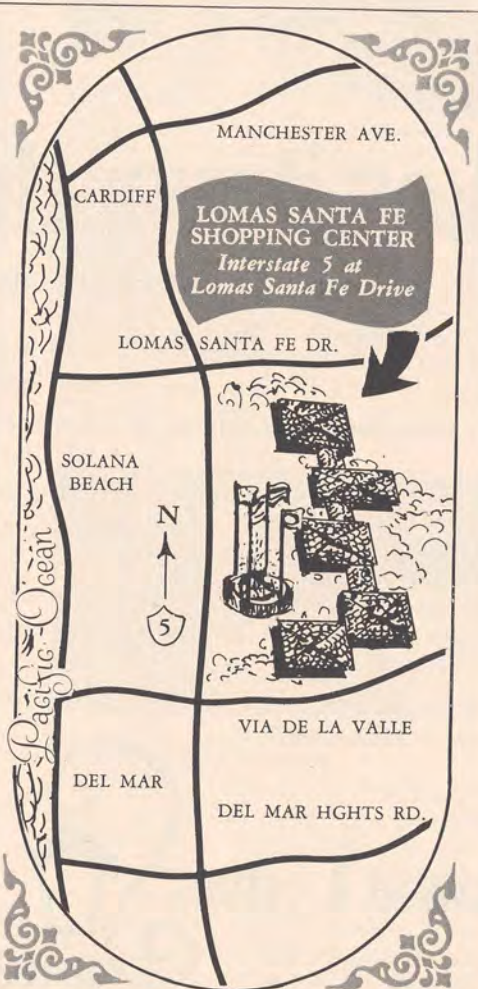 MANCHESTER AVE.
CARDIFF
LOMAS SANTA FE
SHOPPING CENTER
Interstate 5 at
Lomas Santa Fe Drive
LOMAS SANTA FE DR.
SOLANA
BEACH
N
5
Pacific Ocean
VIA DE LA VALLE
DEL MAR
DEL MAR HGHTS RD.